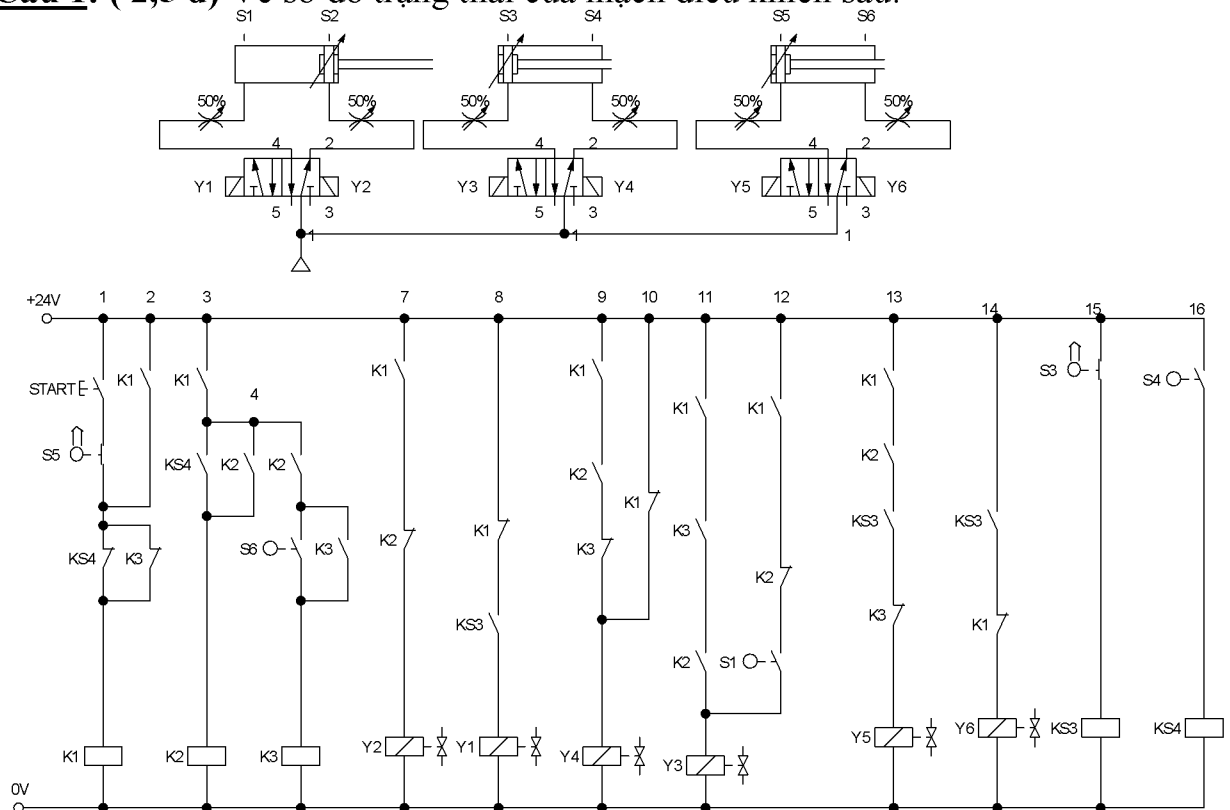 Câu 1: ( 2,5 đ) Vẽ sơ đồ trạng thái của mạch điều khiển sau:
S1 S2 S3 S4 S5 S6
50% 50% 50% 50% 50% 50%
4 2 4 2 4 2
Y1 Y2 Y3 Y4 Y5 Y6
5 3 5 3 5 3
1 1 1
+24V 1 2 3 7 8 9 10 11 12 13 14 15 16
START K1 K1 K1 K1 K1 K1 K1 S3 S4
4
S5 KS4 K2 K2 K2 K2
KS4 K3 S6 K3 K2 K1 K3 K1 K3 KS3 KS3
K2
KS3 K3 K1
K2 S1
K1 K2 K3 Y2 Y1 Y4 Y3 Y5 Y6 KS3 KS4
0V